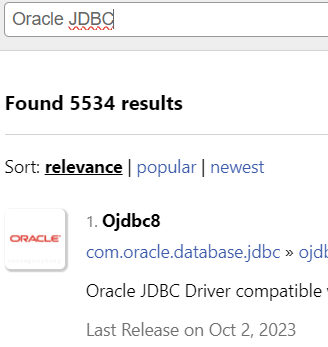 Oracle JDBC
Found 5534 results
Sort: relevance | popular | newest
ORACLE
1. Ojdbc8
com.oracle.database.jdbc » ojdb
Oracle JDBC Driver compatible
Last Release on Oct 2, 2023